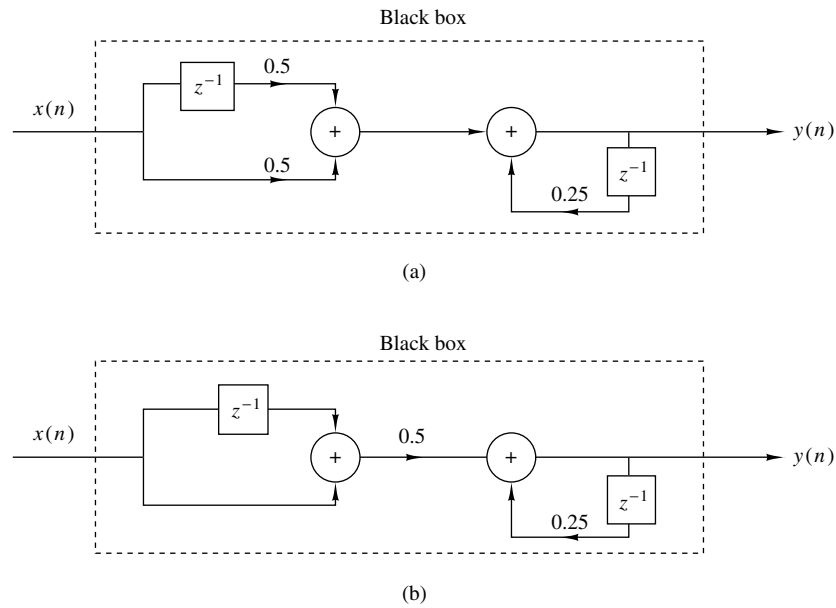 Black box
0.5
z⁻¹
x(n)
+
+
y(n)
0.5
z⁻¹
0.25
(a)
Black box
z⁻¹
x(n)
0.5
+
+
y(n)
z⁻¹
0.25
(b)